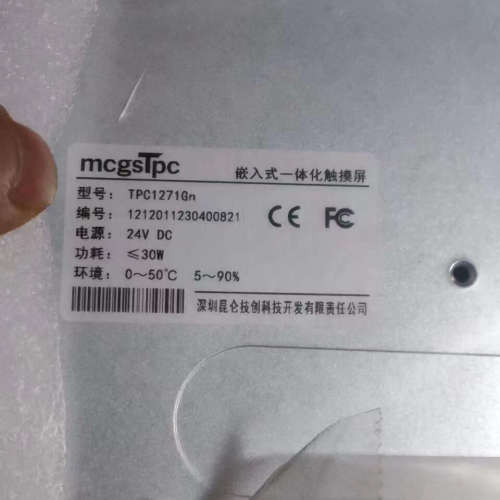 mcgsTpc 嵌入式一体化触摸屏
型号: TPC1271Gn
编号: 1212011230400821
电源: 24V DC
功耗: ≤30W
环境: 0～50℃ 5～90%
CE FC
深圳昆仑技创科技开发有限责任公司